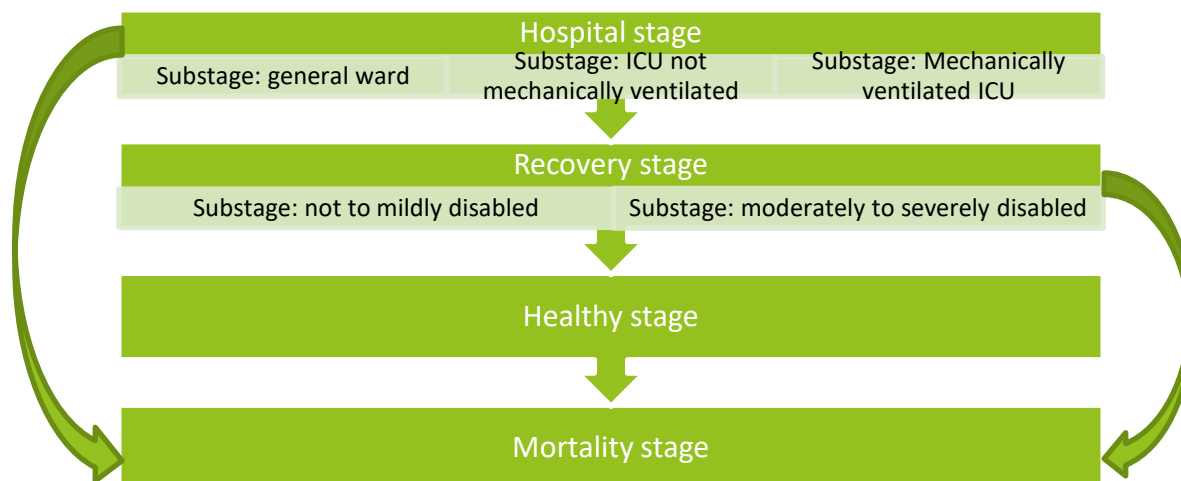 Hospital stage
Substage: general ward
Substage: ICU not
mechanically ventilated
Substage: Mechanically
ventilated ICU
Recovery stage
Substage: not to mildly disabled
Substage: moderately to severely disabled
Healthy stage
Mortality stage